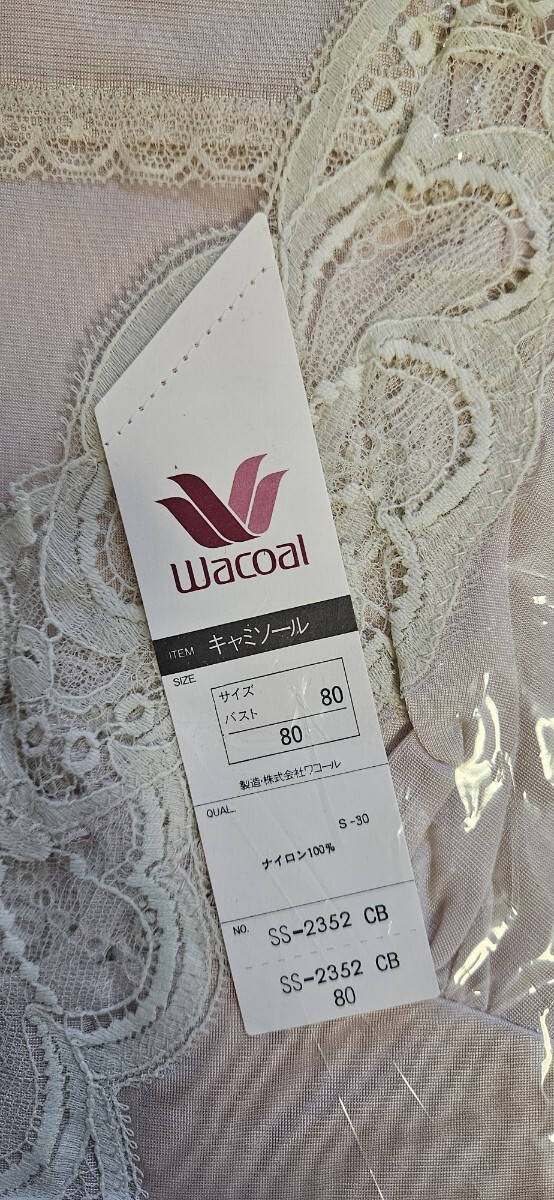 Wacoal
ITEM キャミソール
SIZE
サイズ 80
バスト
80
製造・株式会社ワコール
QUAL.
S-30
ナイロン100%
NO. SS-2352 CB
SS-2352 CB
80